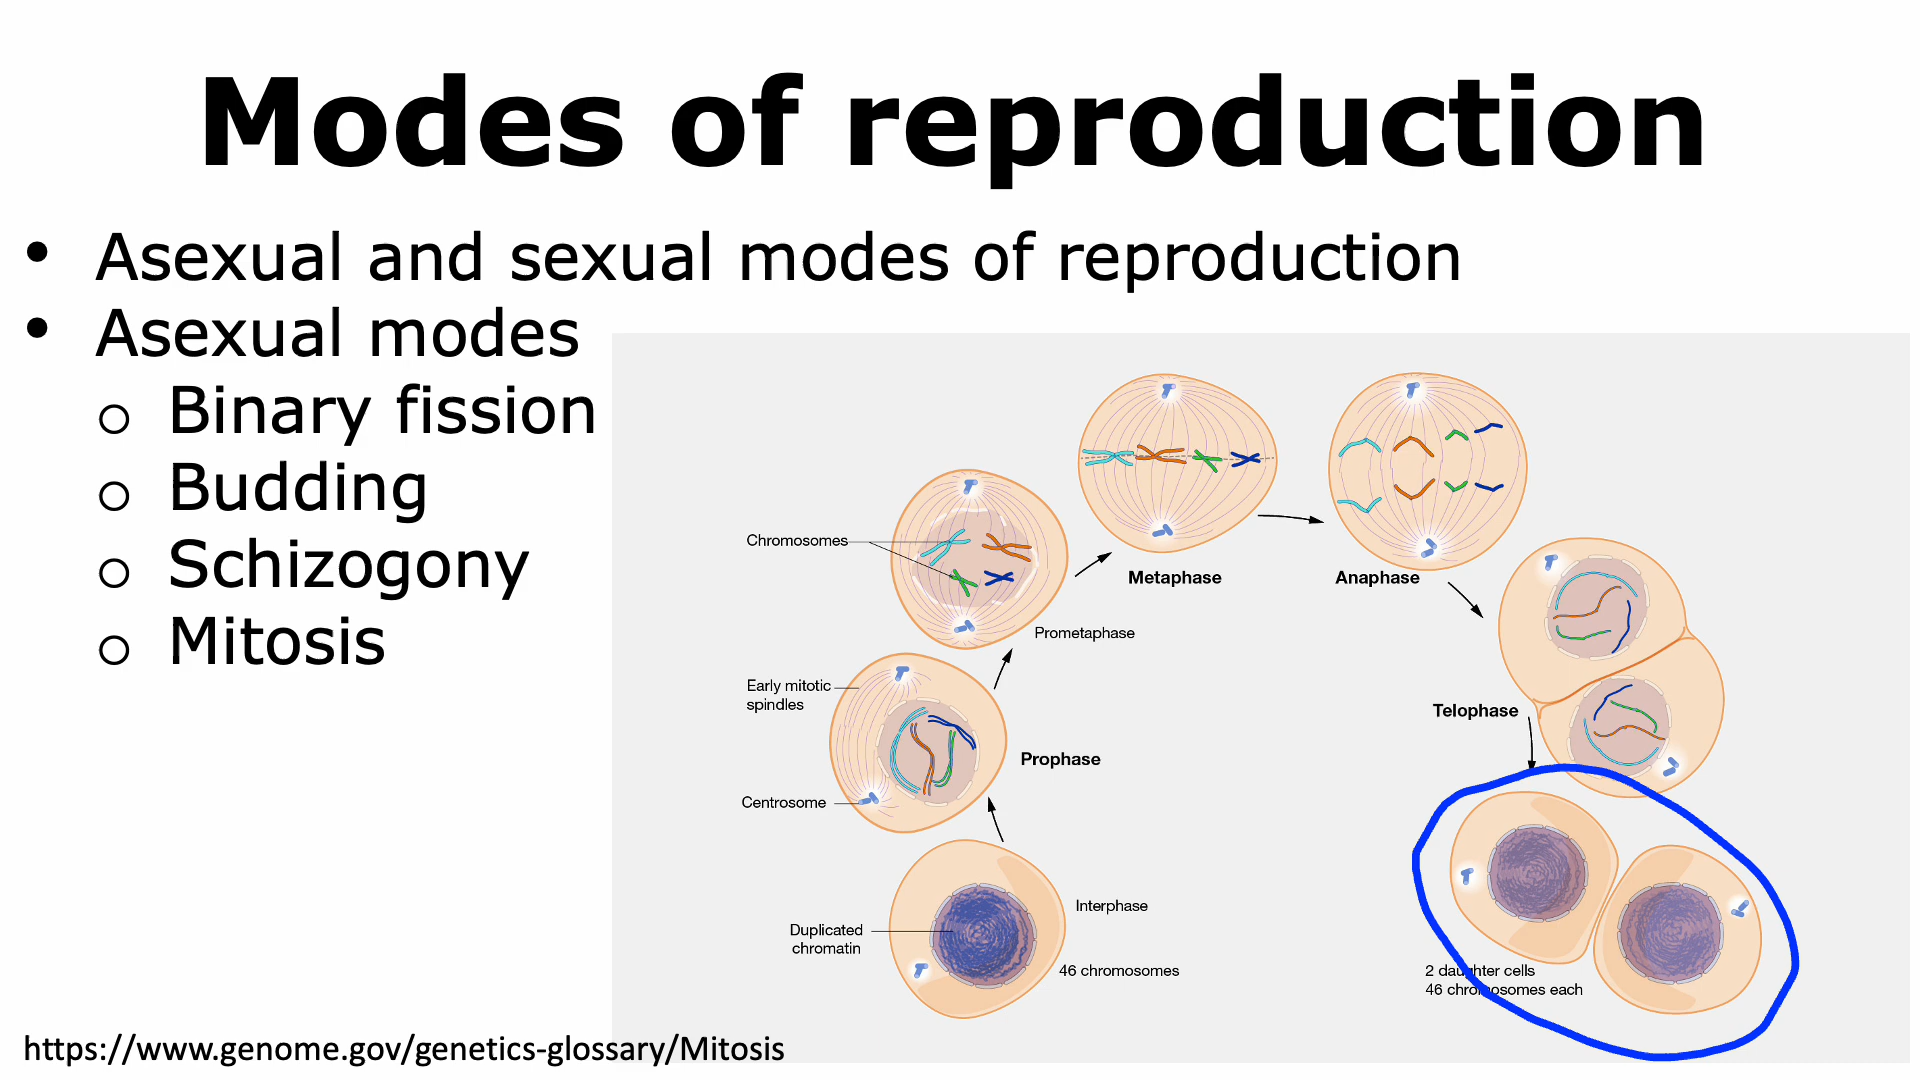 Modes of reproduction
• Asexual and sexual modes of reproduction
• Asexual modes
o Binary fission
o Budding
o Schizogony
o Mitosis
Chromosomes
Metaphase
Anaphase
Prometaphase
Early mitotic
spindles
Telophase
Prophase
Centrosome
Interphase
Duplicated
chromatin
46 chromosomes
2 daughter cells
46 chromosomes each
https://www.genome.gov/genetics-glossary/Mitosis